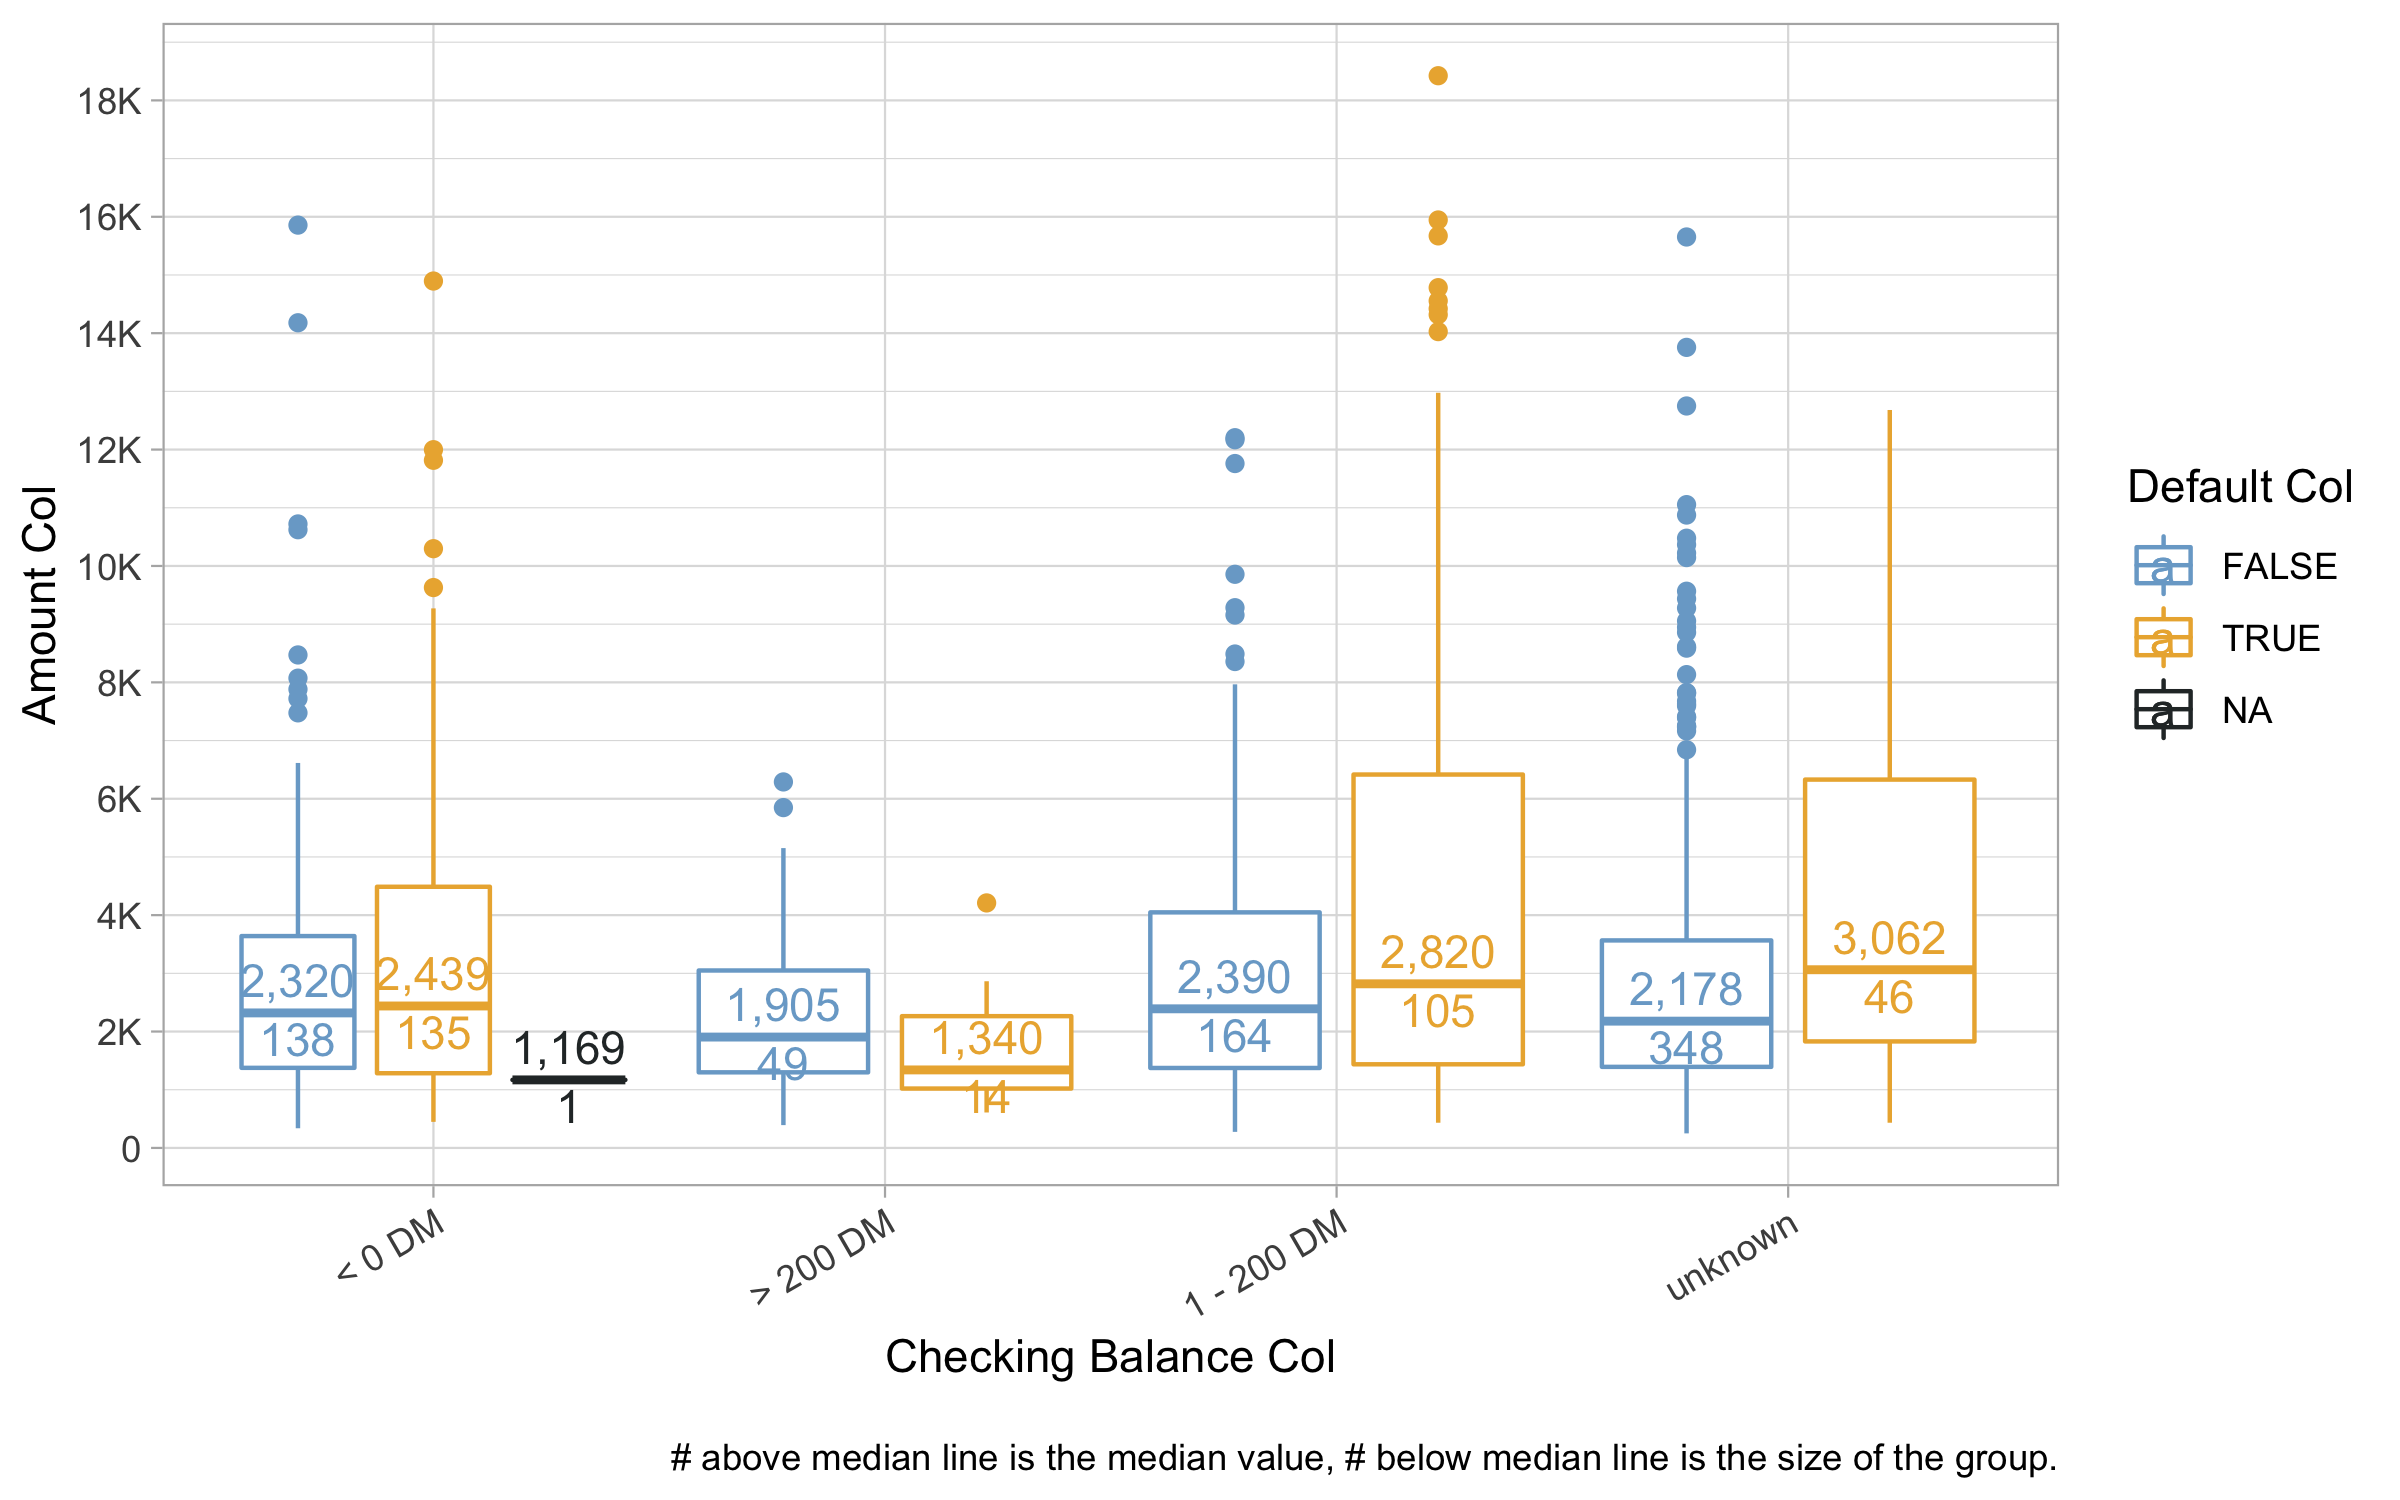 18K
16K
14K
12K
10K
8K
6K
4K
2K
0
Amount Col
2,320
138
2,439
135
1,169
1
1,905
49
1,340
14
2,390
164
2,820
105
2,178
348
3,062
46
< 0 DM
> 200 DM
1 - 200 DM
unknown
Checking Balance Col
Default Col
a FALSE
a TRUE
a NA
# above median line is the median value, # below median line is the size of the group.